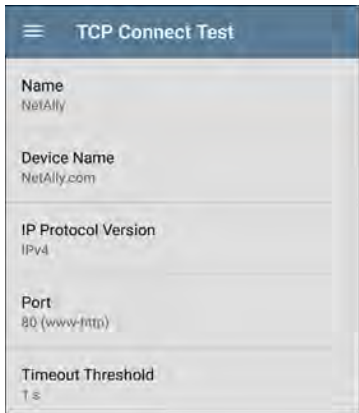 TCP Connect Test
Name
NetAlly
Device Name
NetAlly.com
IP Protocol Version
IPv4
Port
80 (www-http)
Timeout Threshold
1 s